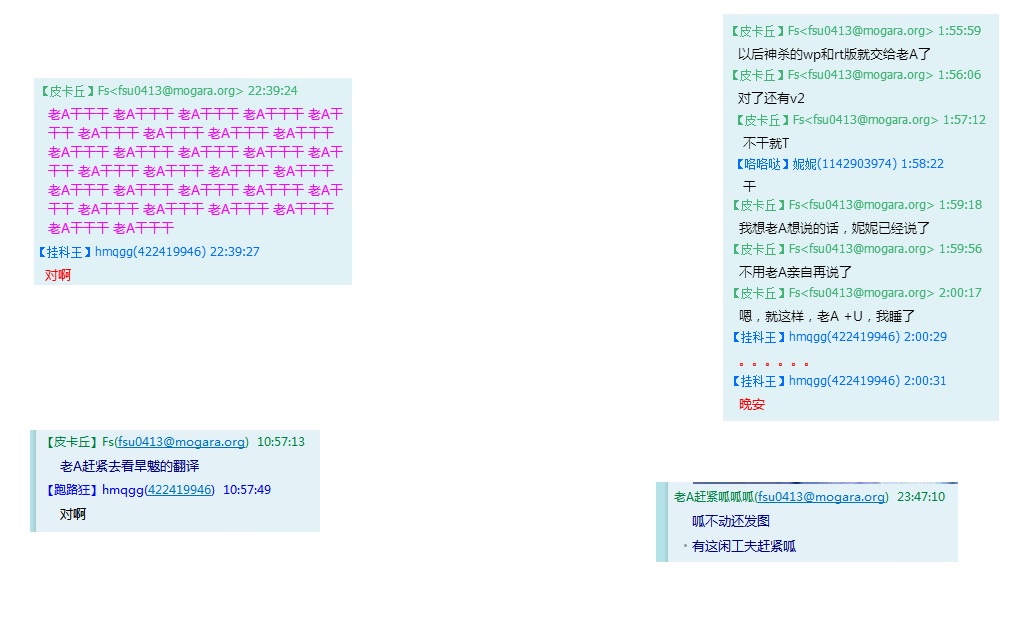 【皮卡丘】Fs<fsu0413@mogara.org> 22:39:24
老A干干干 老A干干干 老A干干干 老A干干干 老A干
干干 老A干干干 老A干干干 老A干干干 老A干干干
老A干干干 老A干干干 老A干干干 老A干干干 老A干
干干 老A干干干 老A干干干 老A干干干 老A干干干
老A干干干 老A干干干 老A干干干 老A干干干 老A干
干干 老A干干干 老A干干干 老A干干干 老A干干干
老A干干干 老A干干干
【挂科王】hmqgg(422419946) 22:39:27
对啊
【皮卡丘】Fs<fsu0413@mogara.org> 1:55:59
以后神杀的wp和rt版就交给老A了
【皮卡丘】Fs<fsu0413@mogara.org> 1:56:06
对了还有v2
【皮卡丘】Fs<fsu0413@mogara.org> 1:57:12
不干就T
【咯咯哒】妮妮(1142903974) 1:58:22
干
【皮卡丘】Fs<fsu0413@mogara.org> 1:59:18
我想老A想说的话，妮妮已经说了
【皮卡丘】Fs<fsu0413@mogara.org> 1:59:56
不用老A亲自再说了
【皮卡丘】Fs<fsu0413@mogara.org> 2:00:17
嗯，就这样，老A +U，我睡了
【挂科王】hmqgg(422419946) 2:00:29
。。。。。。
【挂科王】hmqgg(422419946) 2:00:31
晚安
【皮卡丘】Fs(fsu0413@mogara.org) 10:57:13
老A赶紧去看旱魃的翻译
【跑路狂】hmqgg(422419946) 10:57:49
对啊
老A赶紧呱呱呱(fsu0413@mogara.org) 23:47:10
呱不动还发图
有这闲工夫赶紧呱